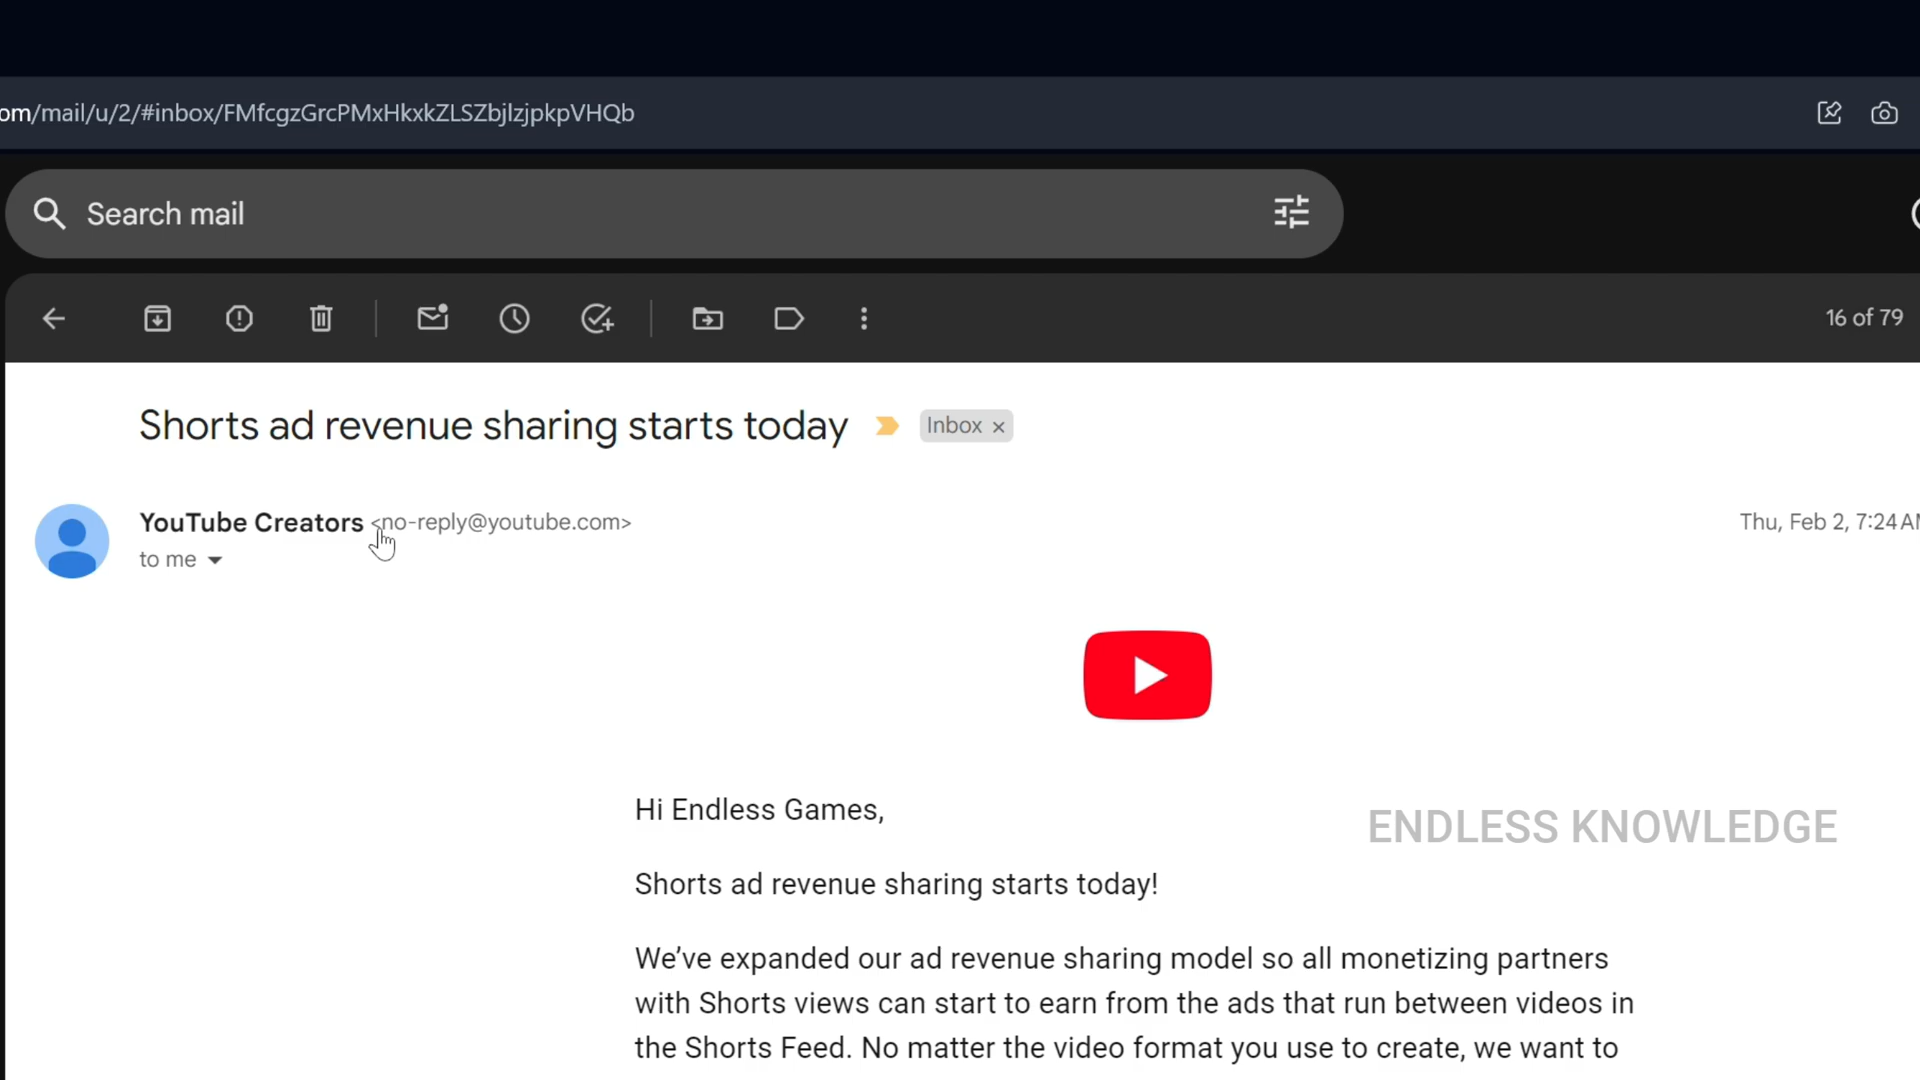 om/mail/u/2/#inbox/FMfcgzGrcPMxHkxkZLSZbjlzjpkpVHQb
Search mail
16 of 79
Shorts ad revenue sharing starts today
Inbox ×
YouTube Creators <no-reply@youtube.com>
Thu, Feb 2, 7:24 AM
to me
Hi Endless Games,
ENDLESS KNOWLEDGE
Shorts ad revenue sharing starts today!
We’ve expanded our ad revenue sharing model so all monetizing partners
with Shorts views can start to earn from the ads that run between videos in
the Shorts Feed. No matter the video format you use to create, we want to